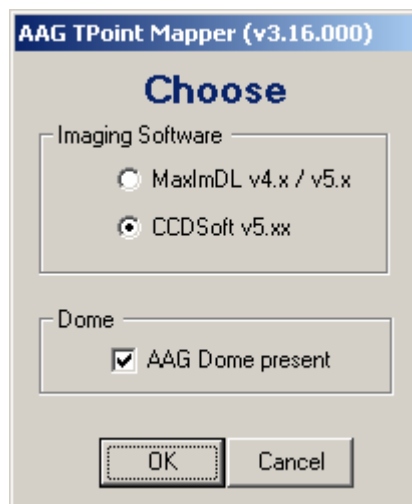 AAG TPoint Mapper (v3.16.000)
Choose
Imaging Software
MaxImDL v4.x / v5.x
CCDSoft v5.xx
Dome
AAG Dome present
OK
Cancel